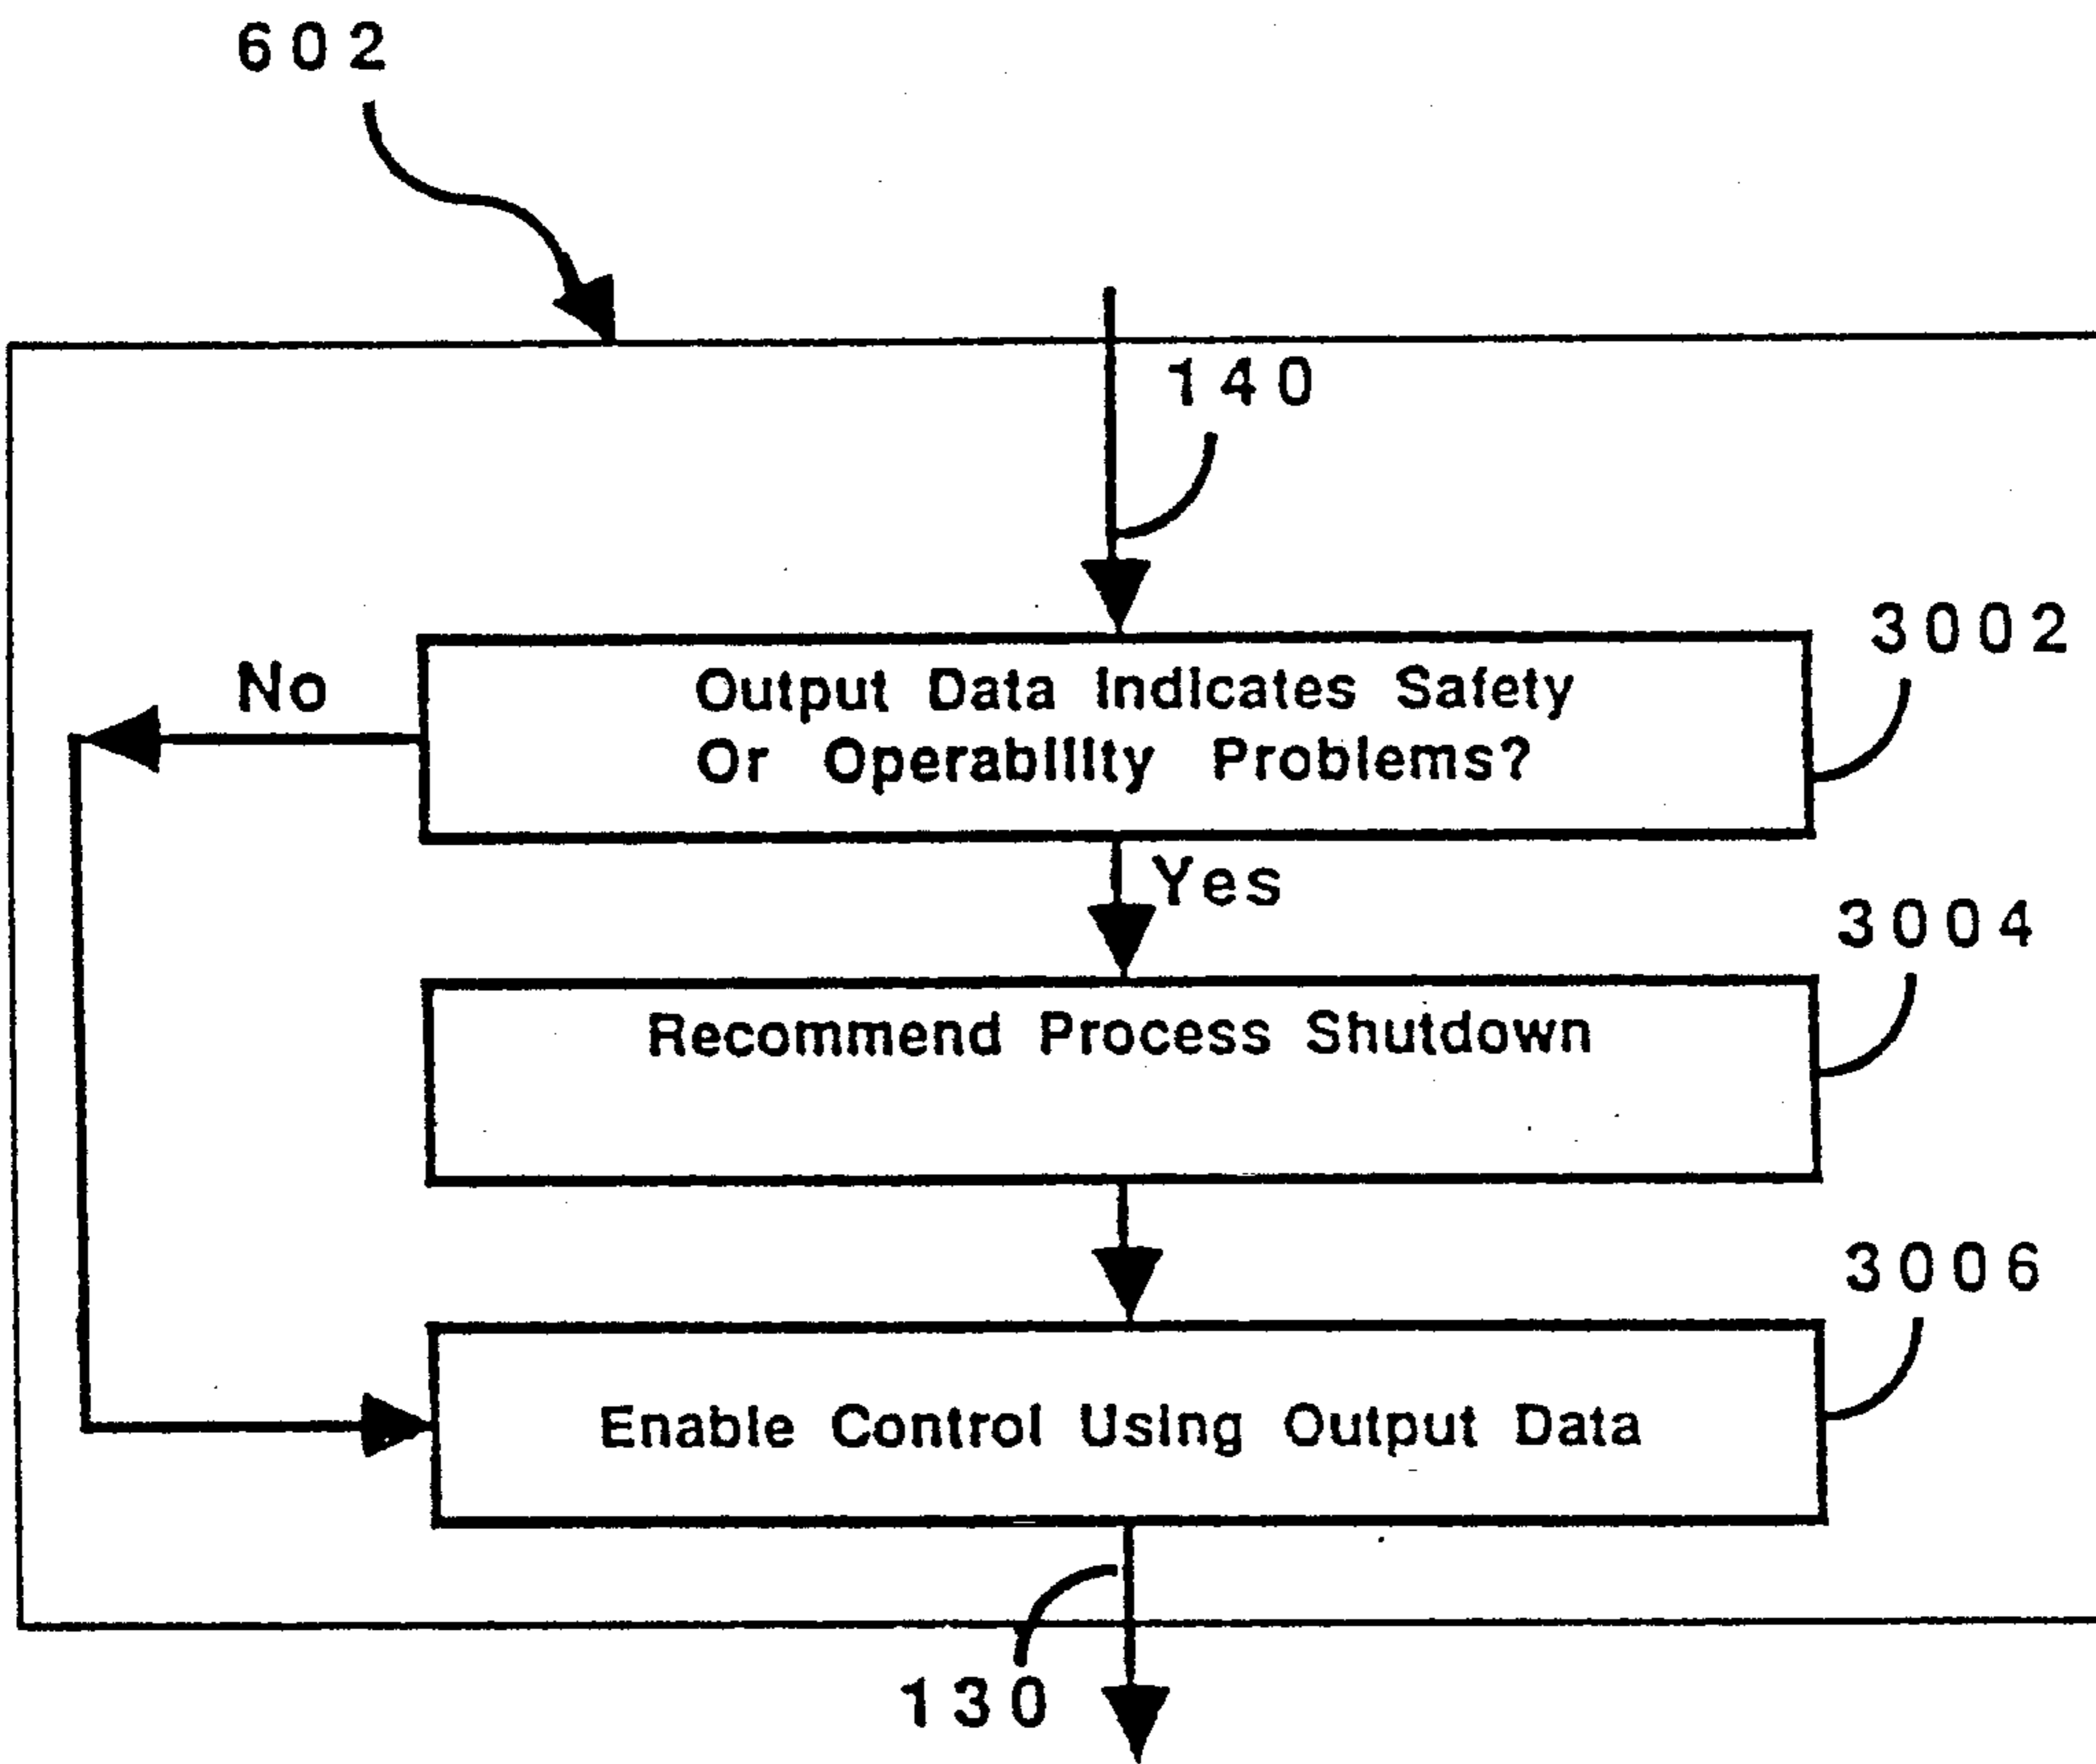 602
140
3002
No
Output Data Indicates Safety
Or Operability Problems?
Yes
3004
Recommend Process Shutdown
3006
Enable Control Using Output Data
130